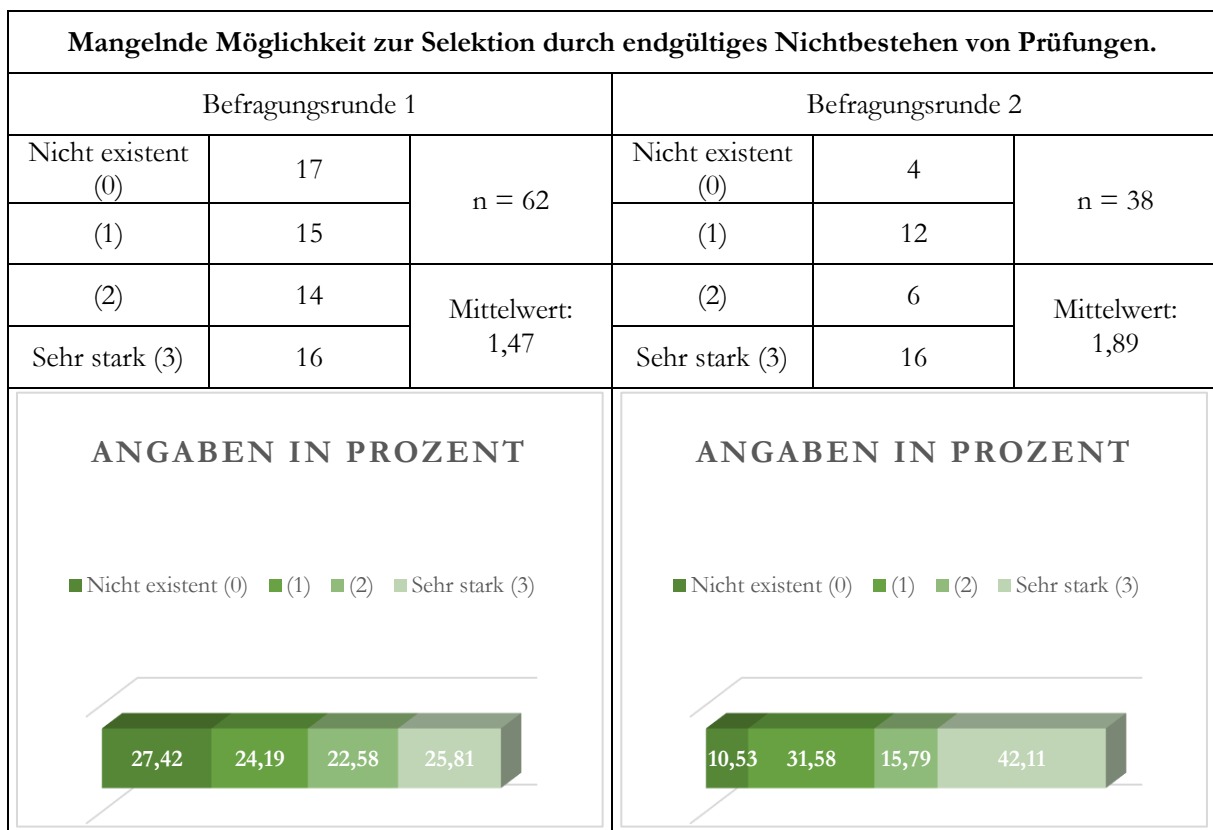 Mangelnde Möglichkeit zur Selektion durch endgültiges Nichtbestehen von Prüfungen.
Befragungsrunde 1
Nicht existent
(0)
17
n = 62
(1)
15
(2)
14
Mittelwert:
1,47
Sehr stark (3)
16
Befragungsrunde 2
Nicht existent
(0)
4
n = 38
(1)
12
(2)
6
Mittelwert:
1,89
Sehr stark (3)
16
ANGABEN IN PROZENT
Nicht existent (0) (1) (2) Sehr stark (3)
27,42 24,19 22,58 25,81
ANGABEN IN PROZENT
Nicht existent (0) (1) (2) Sehr stark (3)
10,53 31,58 15,79 42,11